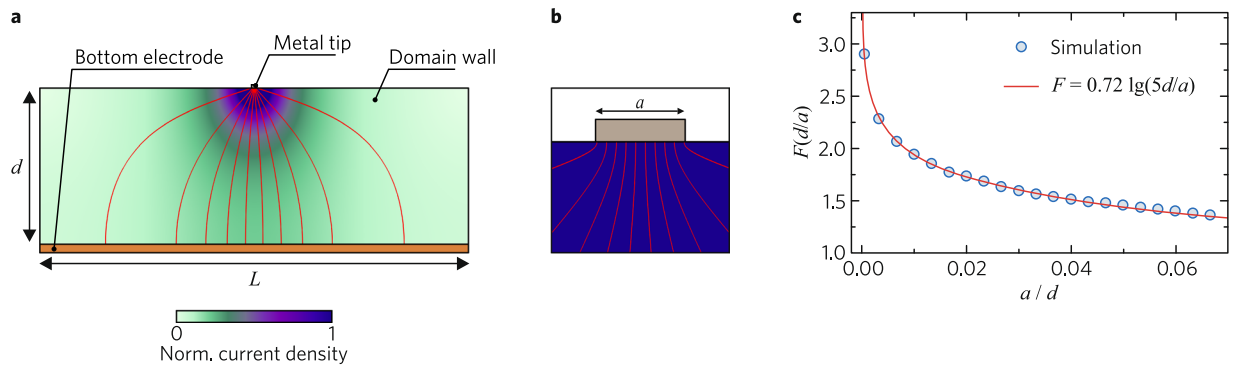 a
Metal tip
Bottom electrode
Domain wall
d
L
0
1
Norm. current density
b
a
c
3.0
2.5
2.0
1.5
1.0
F(d/a)
Simulation
F = 0.72 lg(5d/a)
0.00
0.02
0.04
0.06
a / d